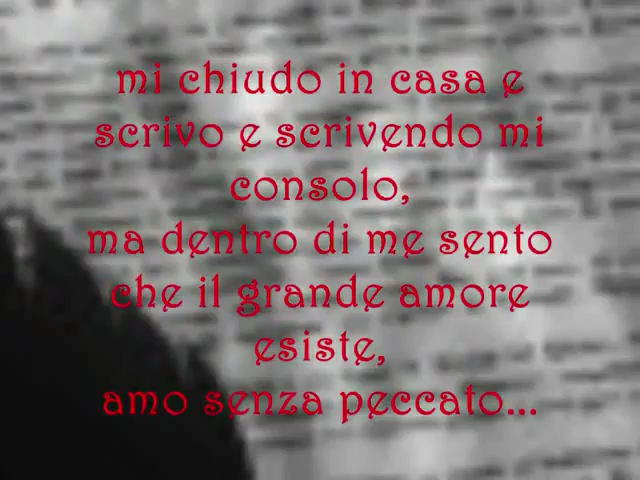 mi chiudo in casa e
scrivo e scrivendo mi
consolo,
ma dentro di me sento
che il grande amore
esiste,
amo senza peccato...